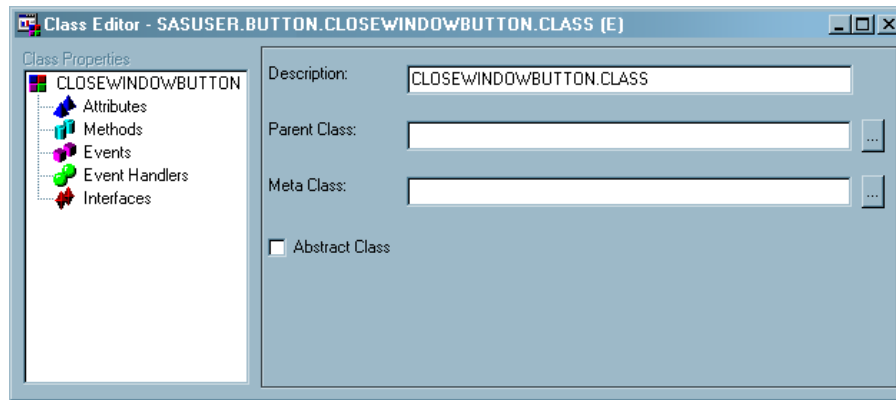 Class Editor - SASUSER.BUTTON.CLOSEWINDOWBUTTON.CLASS (E)
Class Properties
CLOSEWINDOWBUTTON
Attributes
Methods
Events
Event Handlers
Interfaces
Description:
CLOSEWINDOWBUTTON.CLASS
Parent Class:
...
Meta Class:
...
Abstract Class